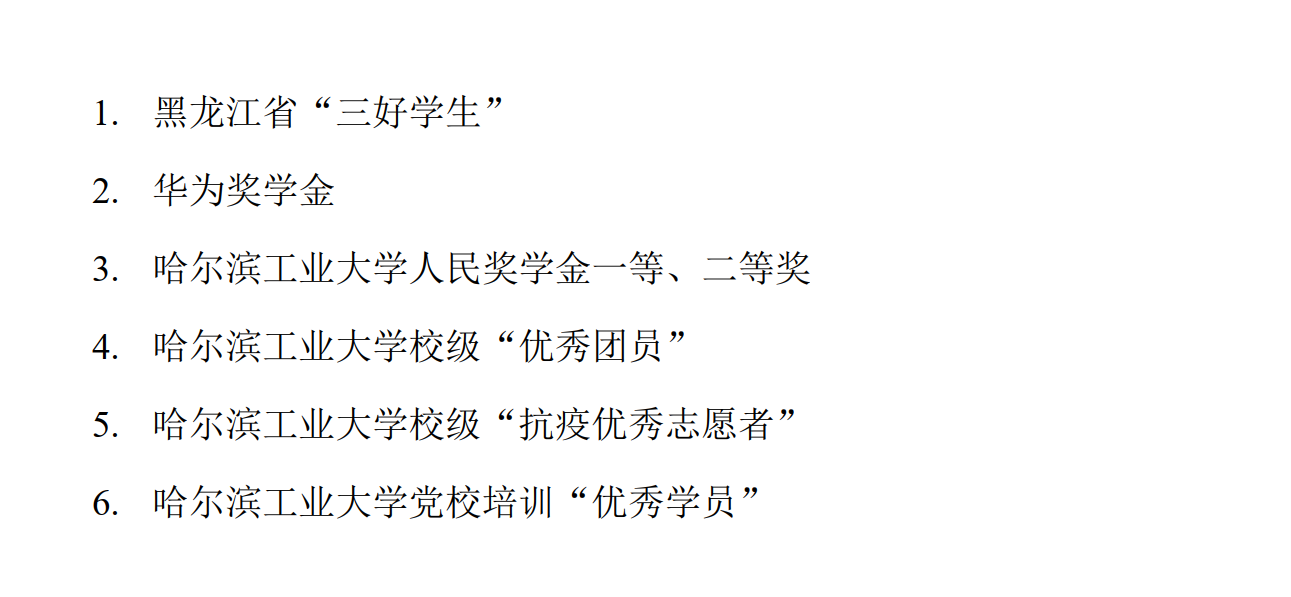 1. 黑龙江省“三好学生”
2. 华为奖学金
3. 哈尔滨工业大学人民奖学金一等、二等奖
4. 哈尔滨工业大学校级“优秀团员”
5. 哈尔滨工业大学校级“抗疫优秀志愿者”
6. 哈尔滨工业大学党校培训“优秀学员”